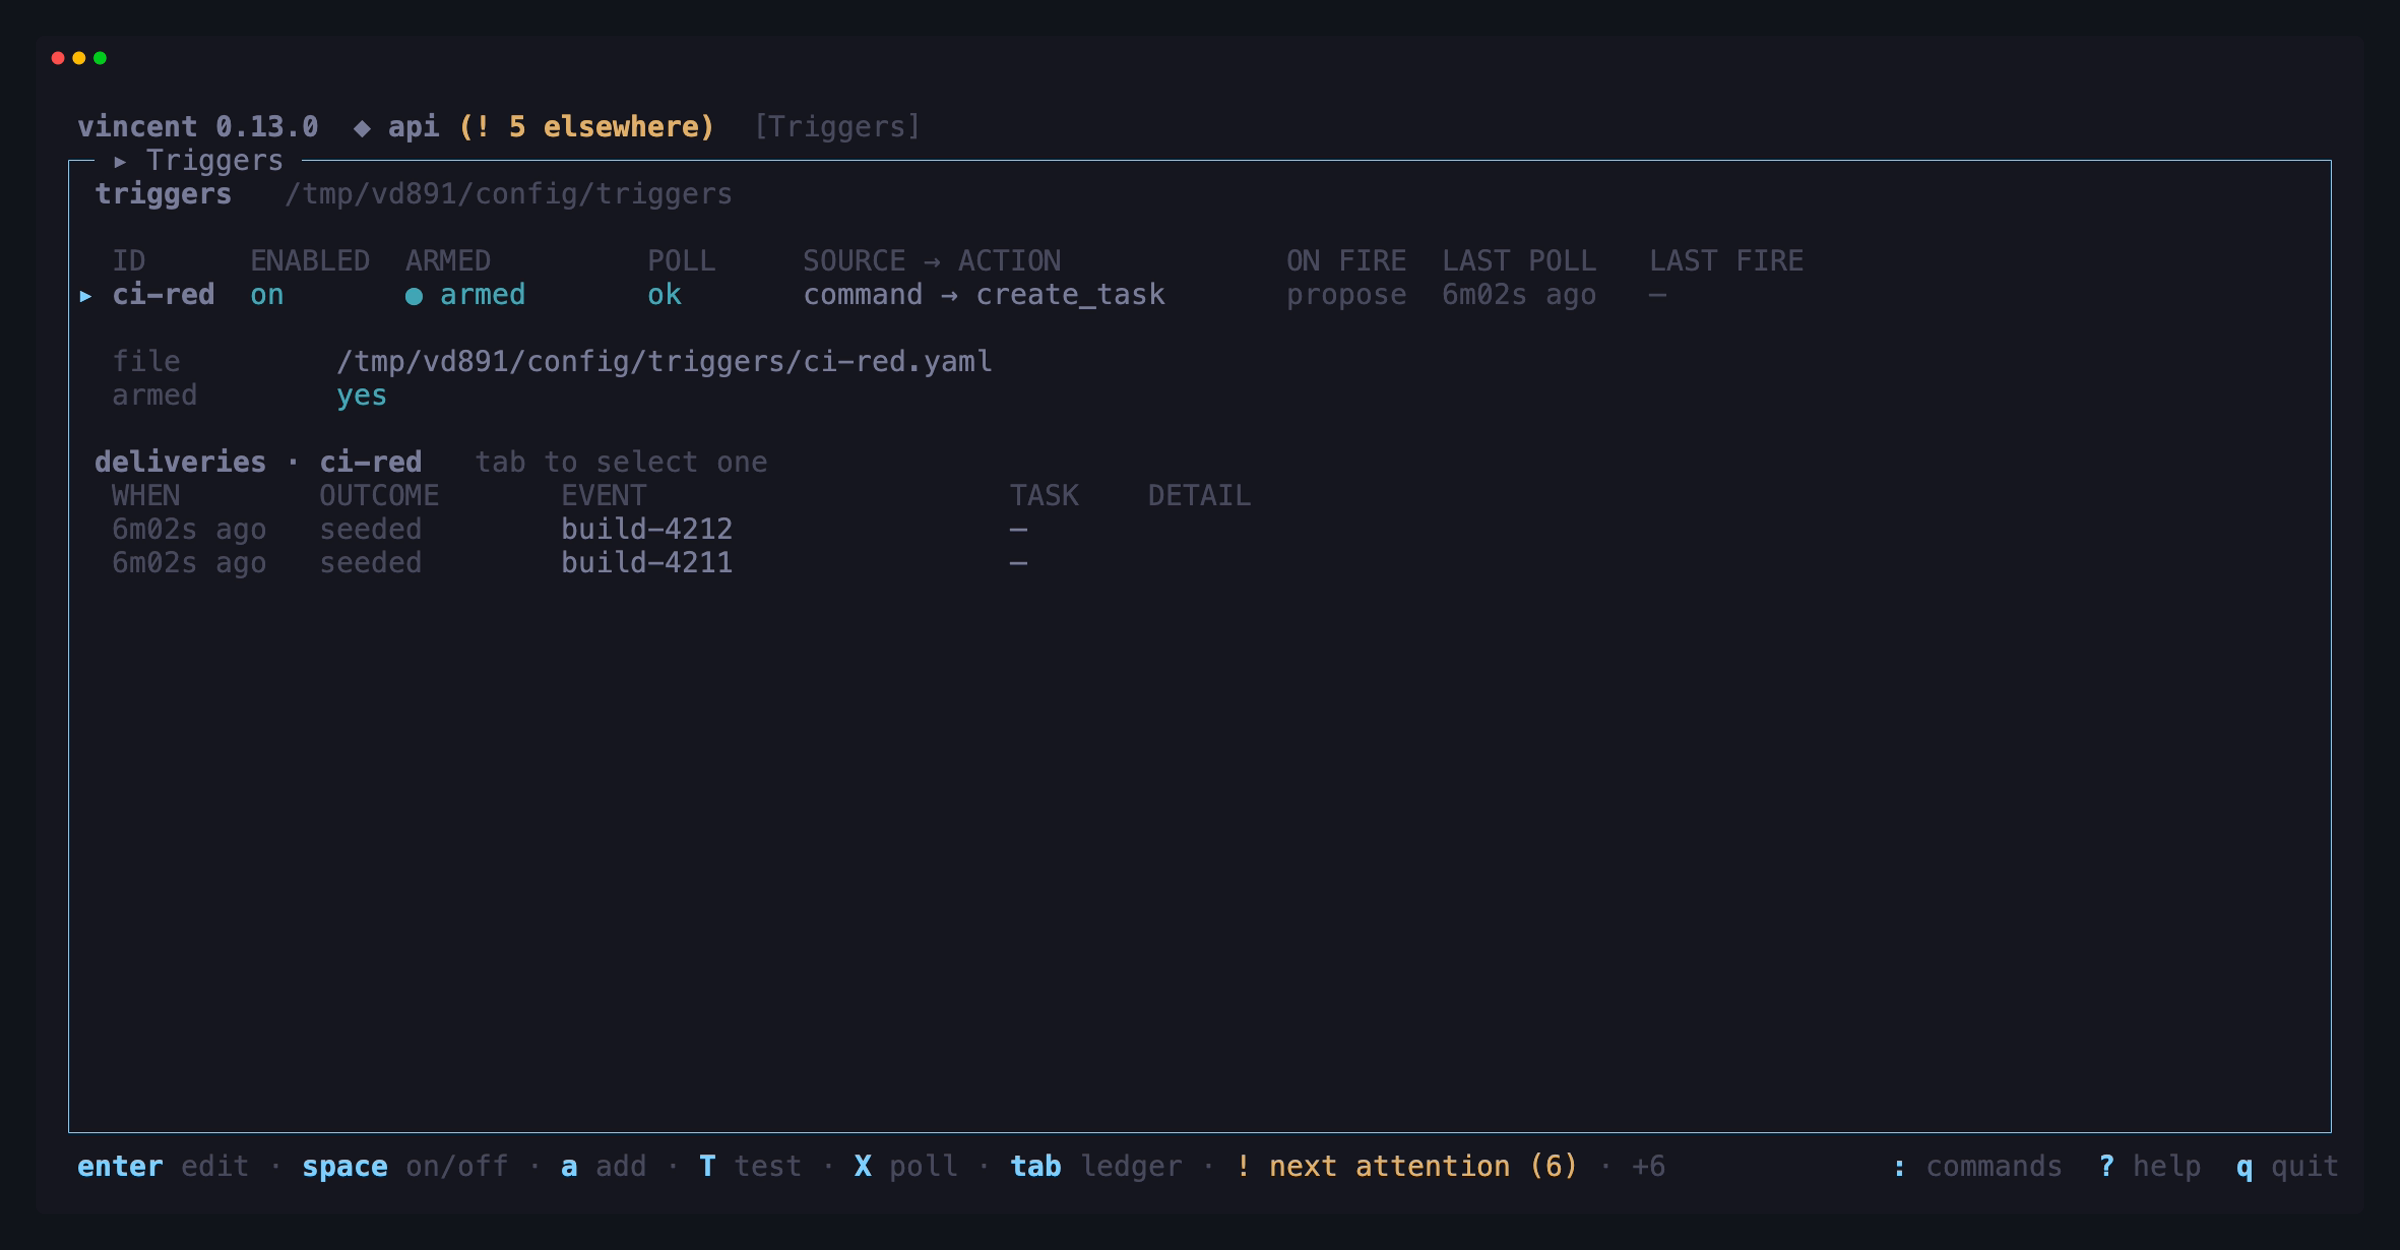 vincent 0.13.0 ◆ api (! 5 elsewhere) [Triggers]
▸ Triggers
triggers /tmp/vd891/config/triggers
ID ENABLED ARMED POLL SOURCE → ACTION ON FIRE LAST POLL LAST FIRE
▸ ci-red on ● armed ok command → create_task propose 6m02s ago —
file /tmp/vd891/config/triggers/ci-red.yaml
armed yes
deliveries · ci-red tab to select one
WHEN OUTCOME EVENT TASK DETAIL
6m02s ago seeded build-4212 —
6m02s ago seeded build-4211 —
enter edit · space on/off · a add · T test · X poll · tab ledger · ! next attention (6) · +6 : commands ? help q quit